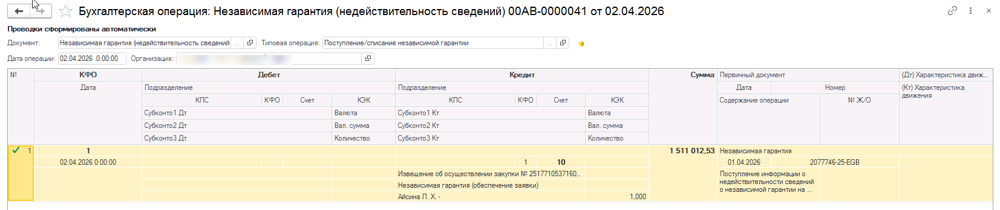 Бухгалтерская операция: Независимая гарантия (недействительность сведений) 00АВ-0000041 от 02.04.2026
Проводки сформированы автоматически
Документ: Независимая гарантия (недействительность сведений ... Типовая операция: Поступление/списание независимой гарантии ...
Дата операции: 02.04.2026 0:00:00 Организация:
№ КФО Дебет Кредит Сумма Первичный документ (Дт) Характеристика движ...
Дата Подразделение Подразделение Дата Номер (Кт) Характеристика движения
КПС КФО Счет КЭК КПС КФО Счет КЭК Содержание операции № Ж/О
Субконто1 Дт Валюта Субконто1 Кт Валюта
Субконто2 Дт Вал. сумма Субконто2 Кт Вал. сумма
Субконто3 Дт Количество Субконто3 Кт Количество
1 1 1 511 012,53 Независимая гарантия
02.04.2026 0:00:00 1 10 01.04.2026 2077746-25-EGB
Извещение об осуществлении закупки № 2517710537160... Поступление информации о
Независимая гарантия (обеспечение заявки) недействительности сведений
о независимой гарантии на ...
Айсина Л. Х. - 1,000